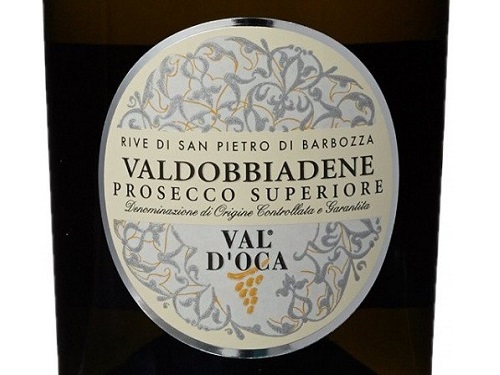 RIVE DI SAN PIETRO DI BARBOZZA
VALDOBBIADENE
PROSECCO SUPERIORE
Denominazione di Origine Controllata e Garantita
VAL®
D'OCA